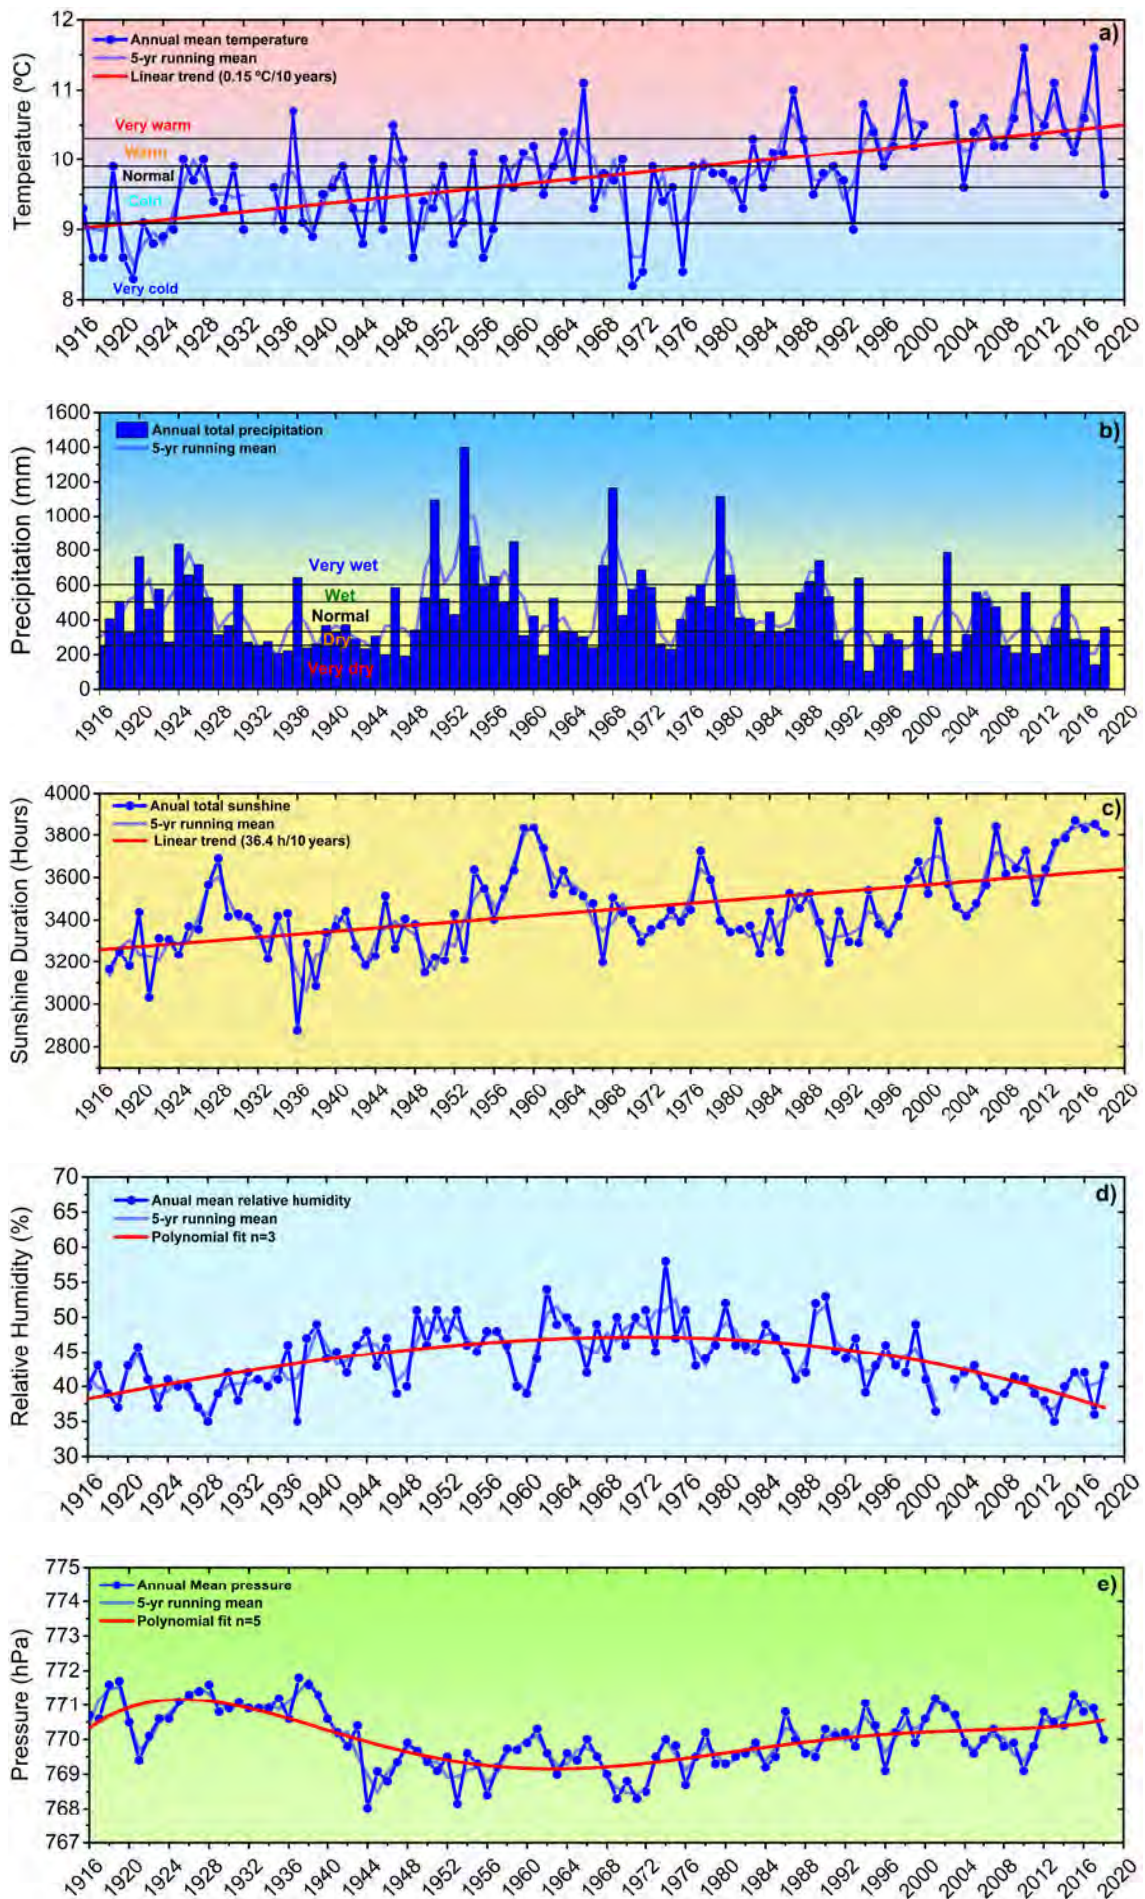 a)
Annual mean temperature
5-yr running mean
Linear trend (0.15 ºC/10 years)
Temperature (ºC)
12
11
10
9
8
Very warm
Warm
Normal
Cold
Very cold
1916 1920 1924 1928 1932 1936 1940 1944 1948 1952 1956 1960 1964 1968 1972 1976 1980 1984 1988 1992 1996 2000 2004 2008 2012 2016 2020
b)
Annual total precipitation
5-yr running mean
Precipitation (mm)
1600
1400
1200
1000
800
600
400
200
0
Very wet
Wet
Normal
Dry
Very dry
1916 1920 1924 1928 1932 1936 1940 1944 1948 1952 1956 1960 1964 1968 1972 1976 1980 1984 1988 1992 1996 2000 2004 2008 2012 2016 2020
c)
Anual total sunshine
5-yr running mean
Linear trend (36.4 h/10 years)
Sunshine Duration (Hours)
4000
3800
3600
3400
3200
3000
2800
1916 1920 1924 1928 1932 1936 1940 1944 1948 1952 1956 1960 1964 1968 1972 1976 1980 1984 1988 1992 1996 2000 2004 2008 2012 2016 2020
d)
Anual mean relative humidity
5-yr running mean
Polynomial fit n=3
Relative Humidity (%)
70
65
60
55
50
45
40
35
30
1916 1920 1924 1928 1932 1936 1940 1944 1948 1952 1956 1960 1964 1968 1972 1976 1980 1984 1988 1992 1996 2000 2004 2008 2012 2016 2020
e)
Annual Mean pressure
5-yr running mean
Polynomial fit n=5
Pressure (hPa)
775
774
773
772
771
770
769
768
767
1916 1920 1924 1928 1932 1936 1940 1944 1948 1952 1956 1960 1964 1968 1972 1976 1980 1984 1988 1992 1996 2000 2004 2008 2012 2016 2020